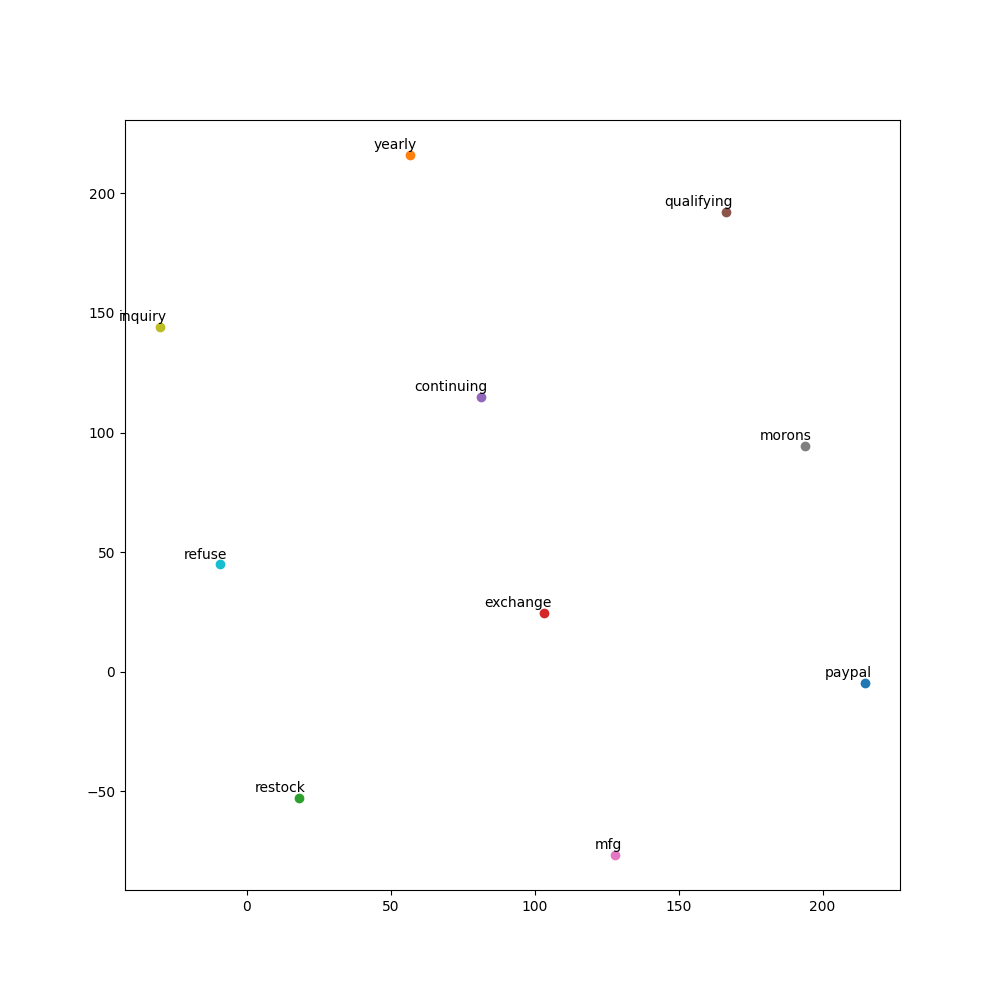 yearly
200
qualifying
150
inquiry
continuing
100
morons
50
refuse
exchange
0
paypal
−50
restock
mfg
0 50 100 150 200